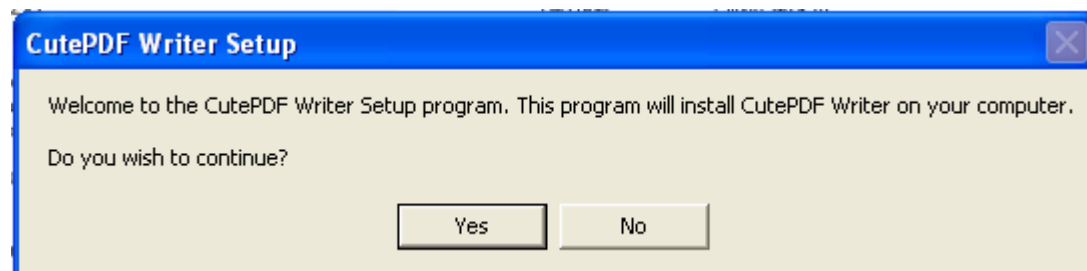 CutePDF Writer Setup
Welcome to the CutePDF Writer Setup program. This program will install CutePDF Writer on your computer.
Do you wish to continue?
Yes No